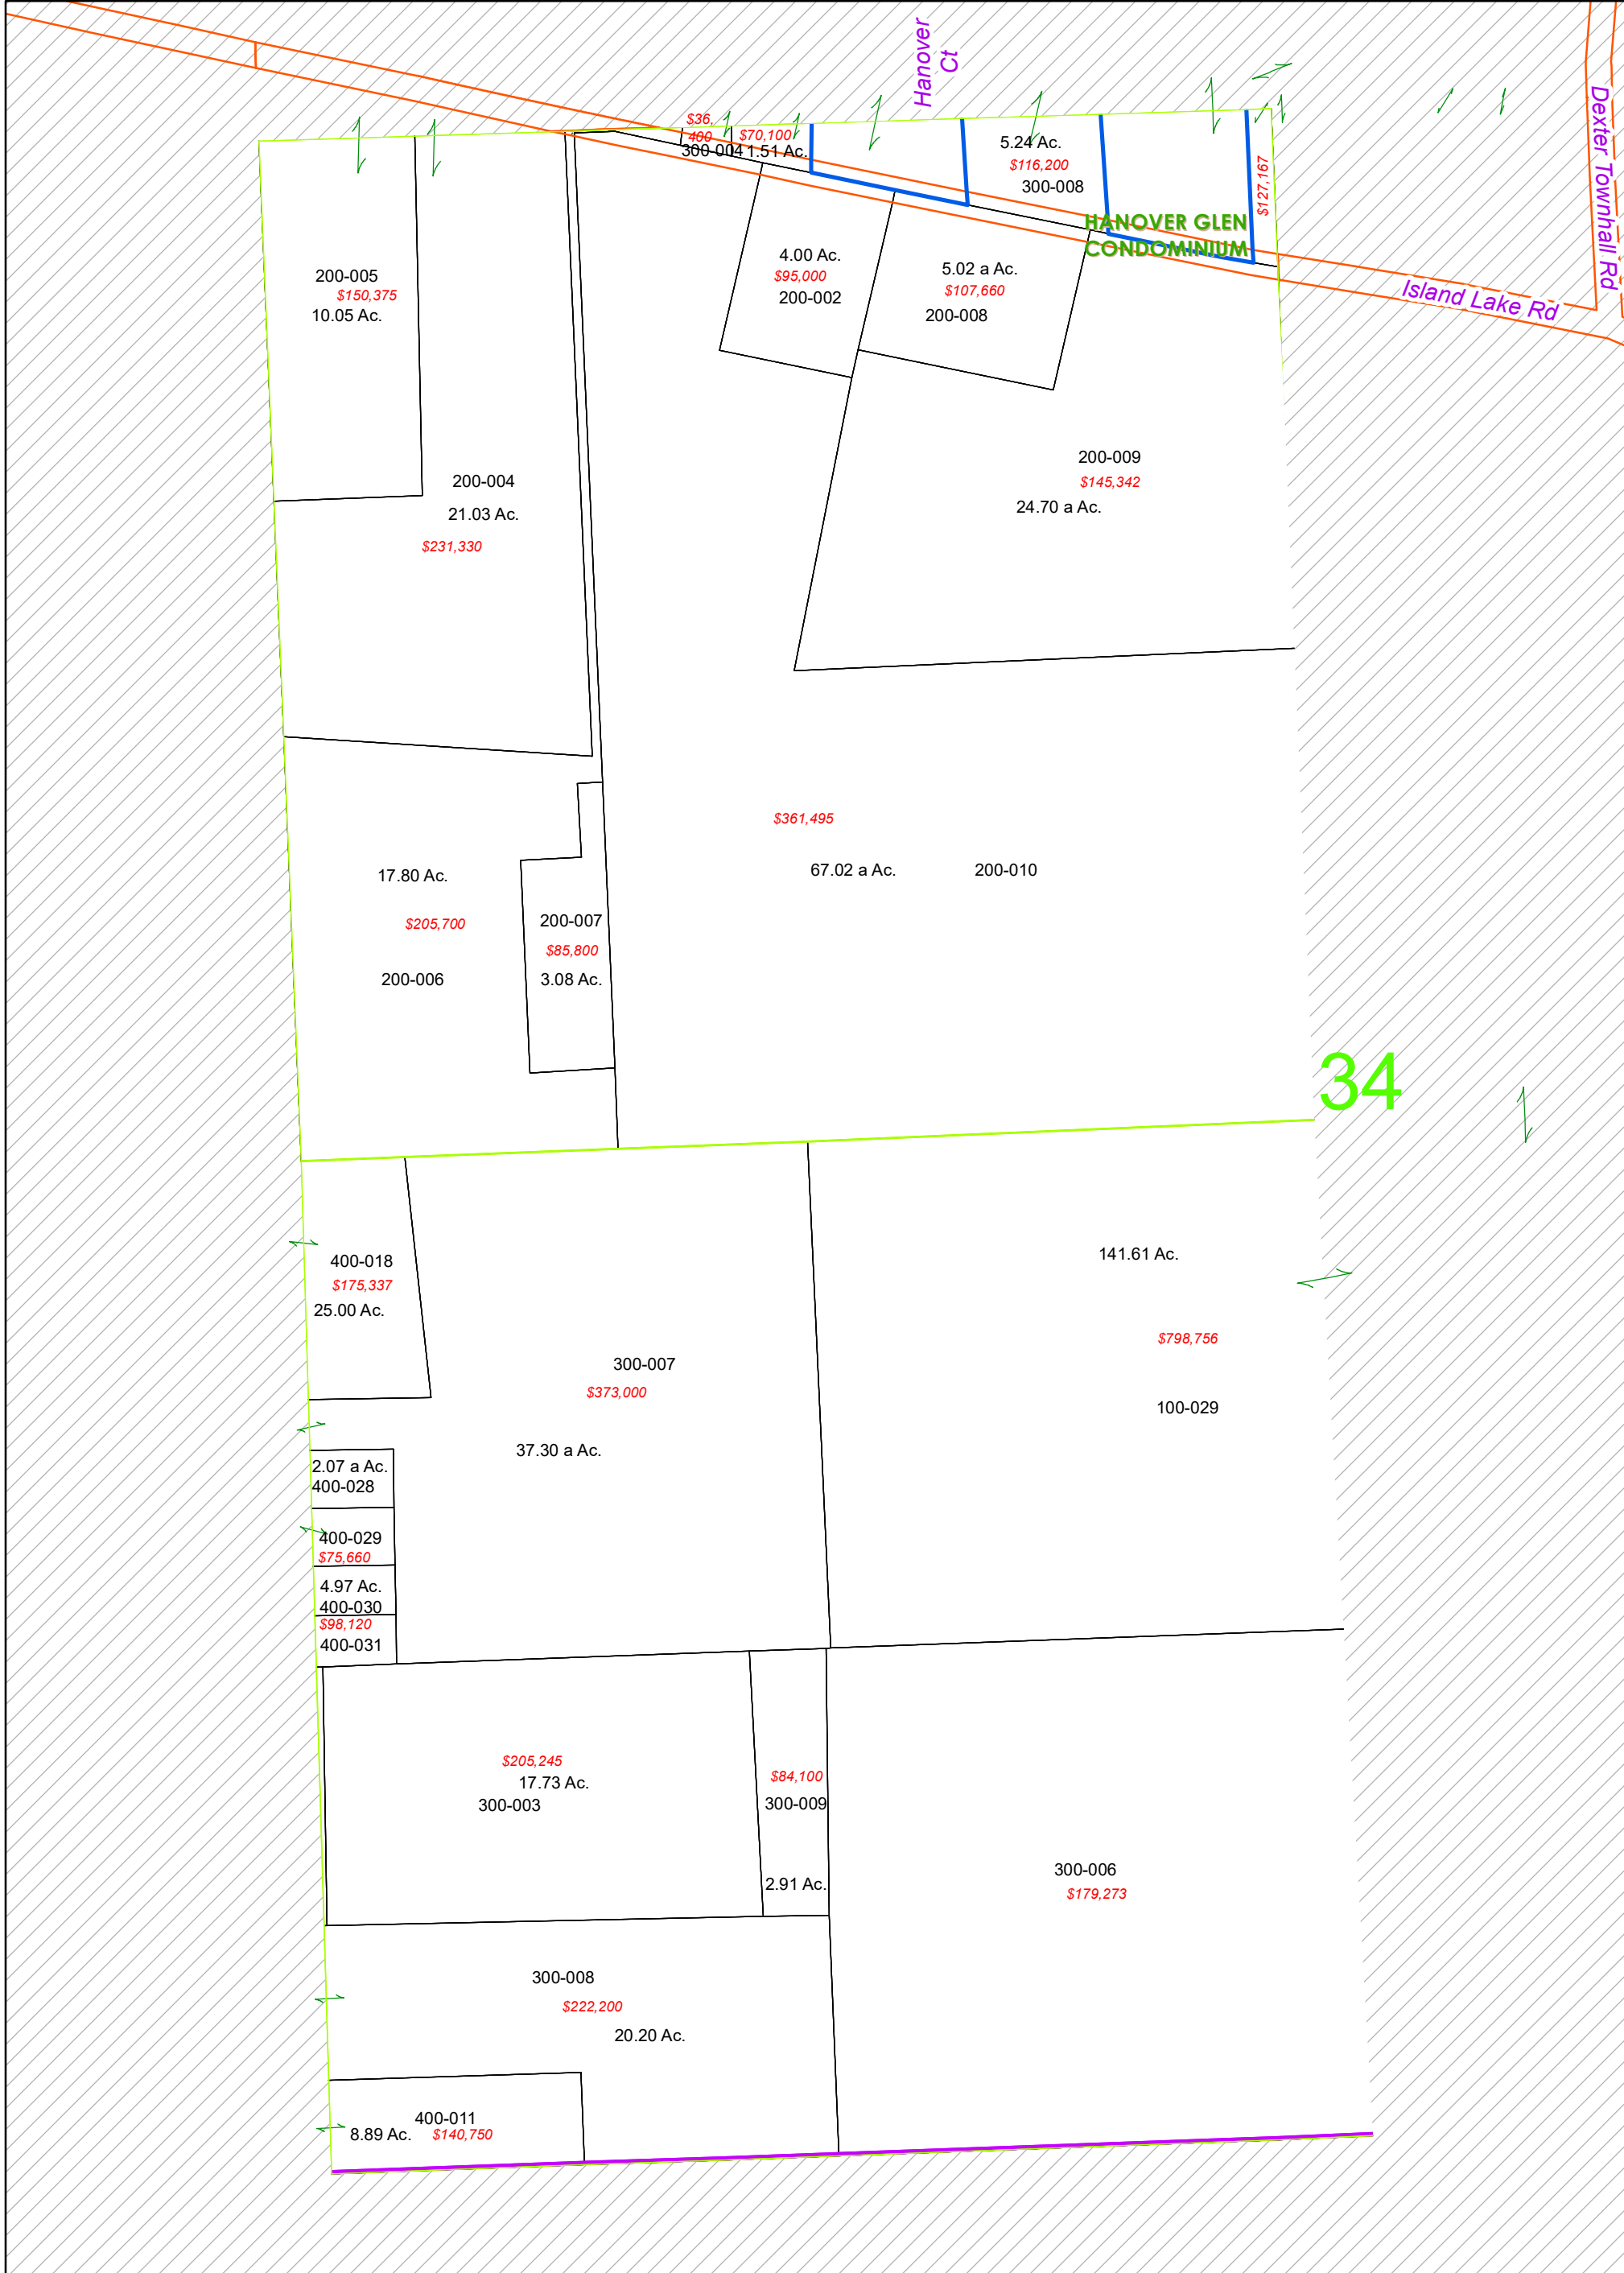 Hanover
Ct
Dexter Townhall Rd
$36,
400
$70,100
300-004 1.51 Ac.
5.24 Ac.
$116,200
300-008
$127,167
HANOVER GLEN
CONDOMINIUM
Island Lake Rd
200-005
$150,375
10.05 Ac.
4.00 Ac.
$95,000
200-002
5.02 a Ac.
$107,660
200-008
200-004
21.03 Ac.
$231,330
200-009
$145,342
24.70 a Ac.
$361,495
67.02 a Ac.
200-010
17.80 Ac.
$205,700
200-006
200-007
$85,800
3.08 Ac.
34
400-018
$175,337
25.00 Ac.
300-007
$373,000
37.30 a Ac.
141.61 Ac.
$798,756
100-029
2.07 a Ac.
400-028
400-029
$75,660
4.97 Ac.
400-030
$98,120
400-031
$205,245
17.73 Ac.
300-003
$84,100
300-009
2.91 Ac.
300-006
$179,273
300-008
$222,200
20.20 Ac.
400-011
8.89 Ac.
$140,750